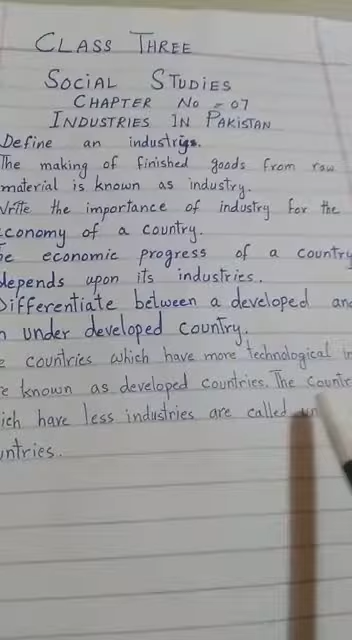 CLASS THREE
SOCIAL STUDIES
CHAPTER NO = 07
INDUSTRIES IN PAKISTAN
Define an industry.
The making of finished goods from raw
material is known as industry.
Write the importance of industry for the
economy of a country.
economic progress of a country
depends upon its industries.
Differentiate between a developed and
under developed country.
countries which have more technological
known as developed countries. The
have less industries are called